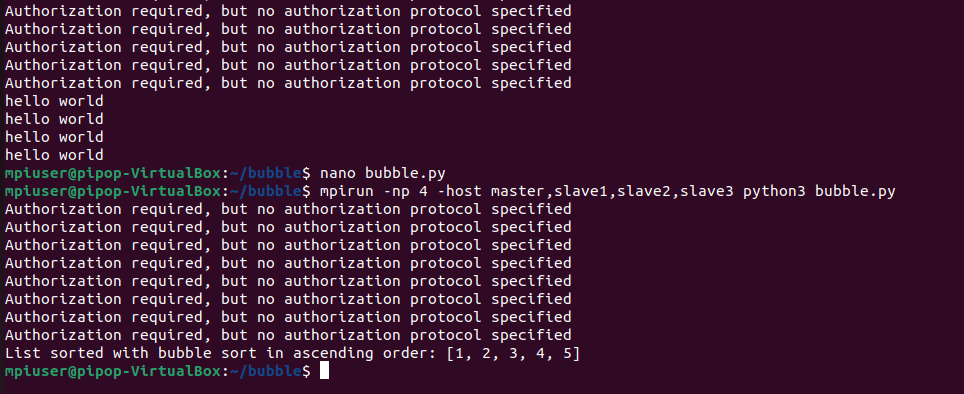 Authorization required, but no authorization protocol specified
Authorization required, but no authorization protocol specified
Authorization required, but no authorization protocol specified
Authorization required, but no authorization protocol specified
Authorization required, but no authorization protocol specified
hello world
hello world
hello world
hello world
mpiuser@pipop-VirtualBox:~/bubble$ nano bubble.py
mpiuser@pipop-VirtualBox:~/bubble$ mpirun -np 4 -host master,slave1,slave2,slave3 python3 bubble.py
Authorization required, but no authorization protocol specified
Authorization required, but no authorization protocol specified
Authorization required, but no authorization protocol specified
Authorization required, but no authorization protocol specified
Authorization required, but no authorization protocol specified
Authorization required, but no authorization protocol specified
Authorization required, but no authorization protocol specified
Authorization required, but no authorization protocol specified
List sorted with bubble sort in ascending order: [1, 2, 3, 4, 5]
mpiuser@pipop-VirtualBox:~/bubble$